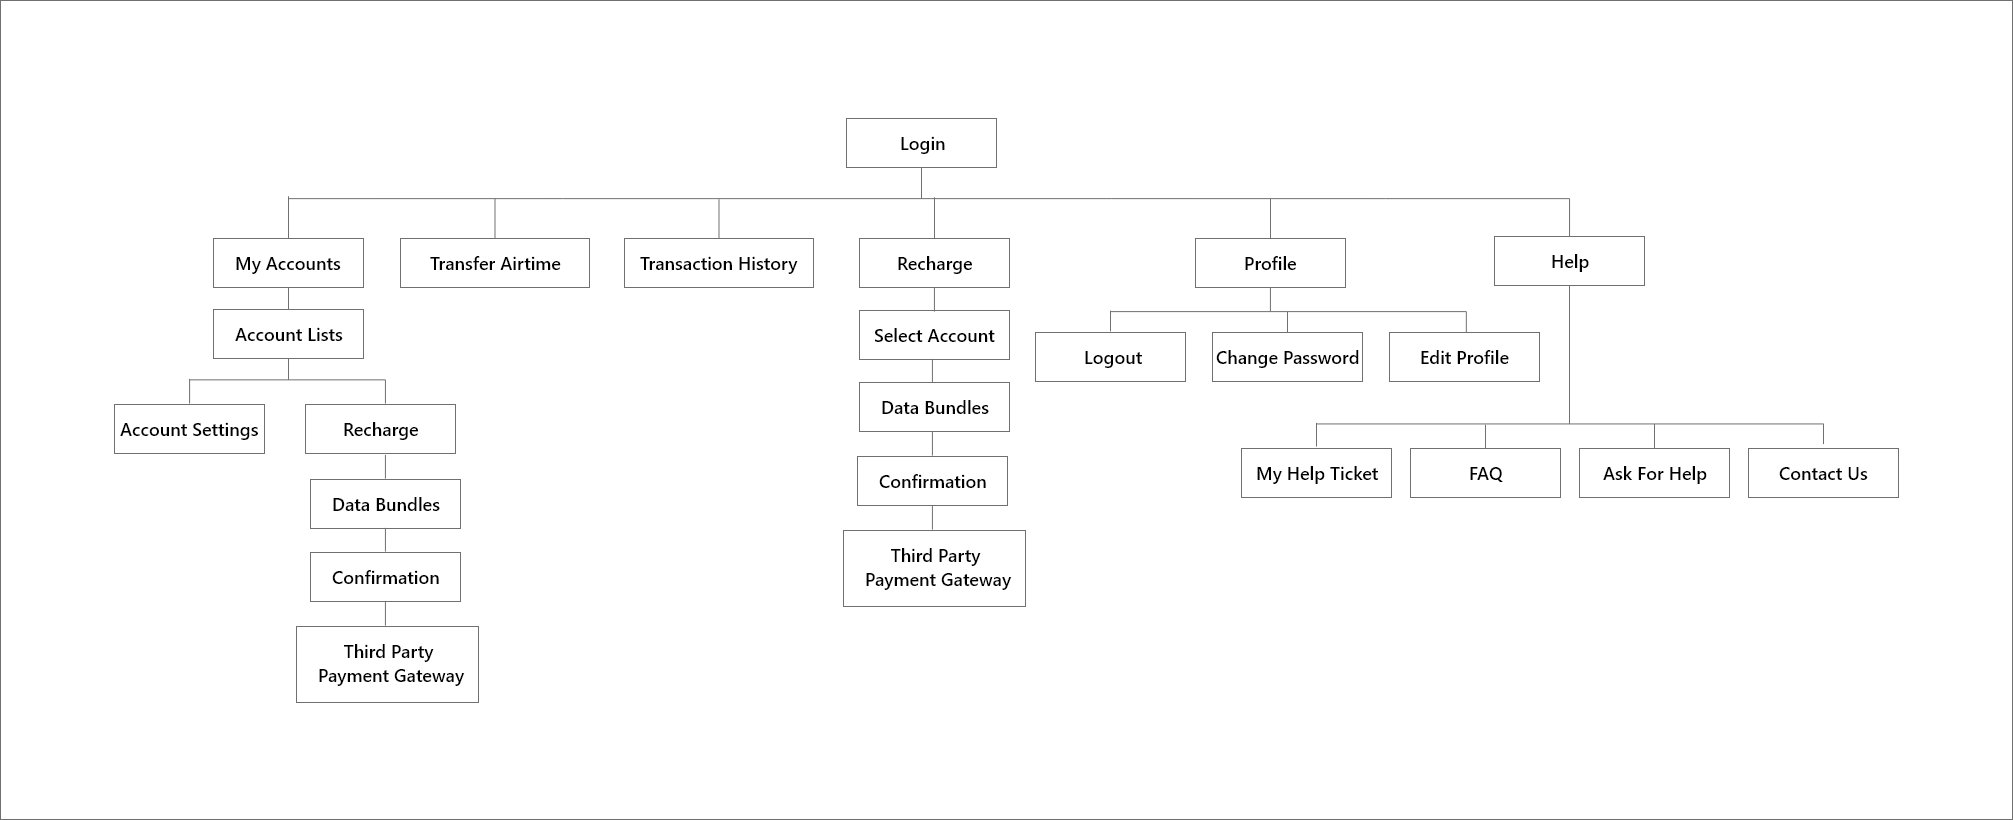 Login
My Accounts
Transfer Airtime
Transaction History
Recharge
Profile
Help
Account Lists
Select Account
Logout
Change Password
Edit Profile
Data Bundles
Account Settings
Recharge
My Help Ticket
FAQ
Ask For Help
Contact Us
Confirmation
Data Bundles
Third Party
Payment Gateway
Confirmation
Third Party
Payment Gateway